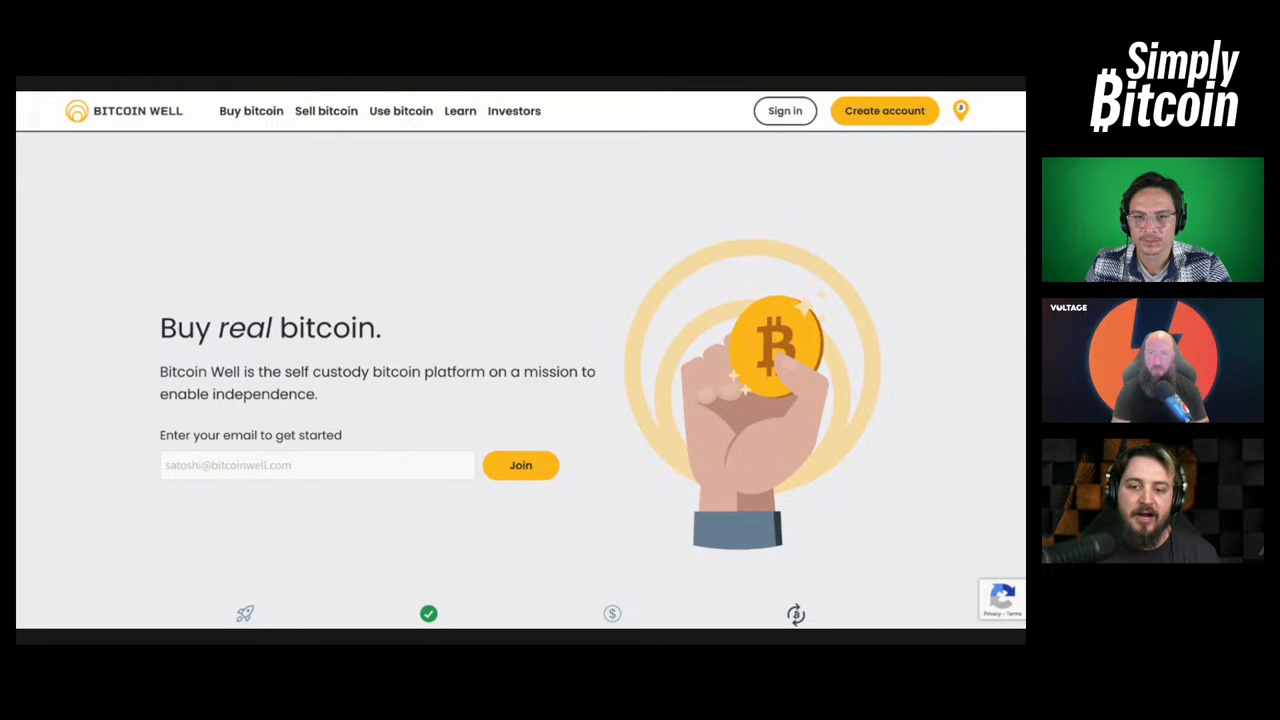 Simply
Bitcoin
BITCOIN WELL
Buy bitcoin
Sell bitcoin
Use bitcoin
Learn
Investors
Sign in
Create account
Buy real bitcoin.
Bitcoin Well is the self custody bitcoin platform on a mission to
enable independence.
Enter your email to get started
satoshi@bitcoinwell.com
Join
Privacy - Terms
VOLTAGE